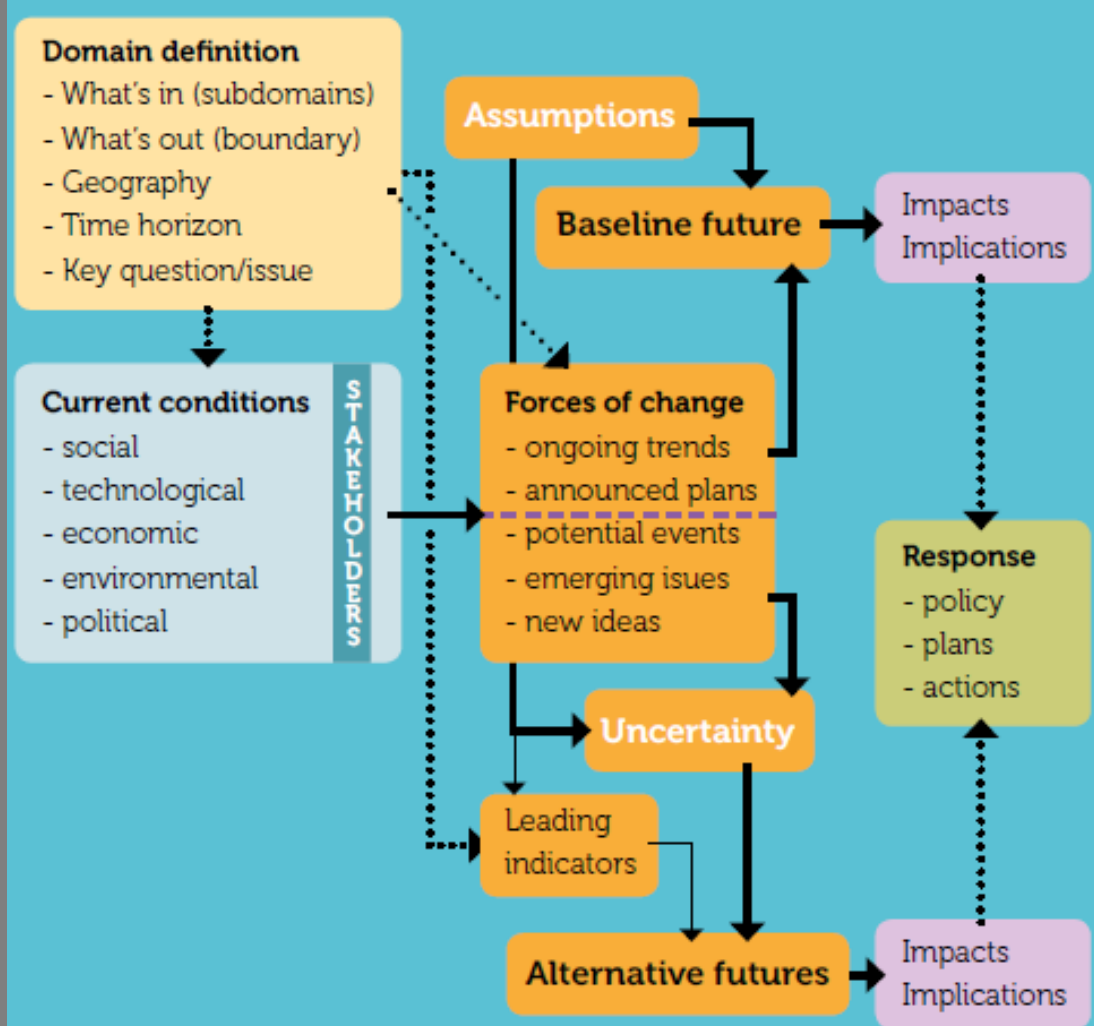 Domain definition
- What's in (subdomains)
- What's out (boundary)
- Geography
- Time horizon
- Key question/issue
Assumptions
Baseline future
Impacts
Implications
Current conditions
- social
- technological
- economic
- environmental
- political
STAKEHOLDERS
Forces of change
- ongoing trends
- announced plans
- potential events
- emerging isues
- new ideas
Response
- policy
- plans
- actions
Uncertainty
Leading
indicators
Alternative futures
Impacts
Implications